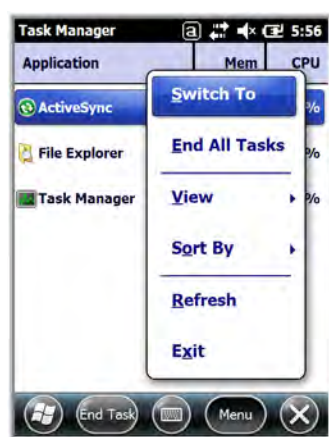 Task Manager a 5:56
Application Mem CPU
ActiveSync %
File Explorer %
Task Manager %
Switch To
End All Tasks
View
Sort By
Refresh
Exit
End Task Menu